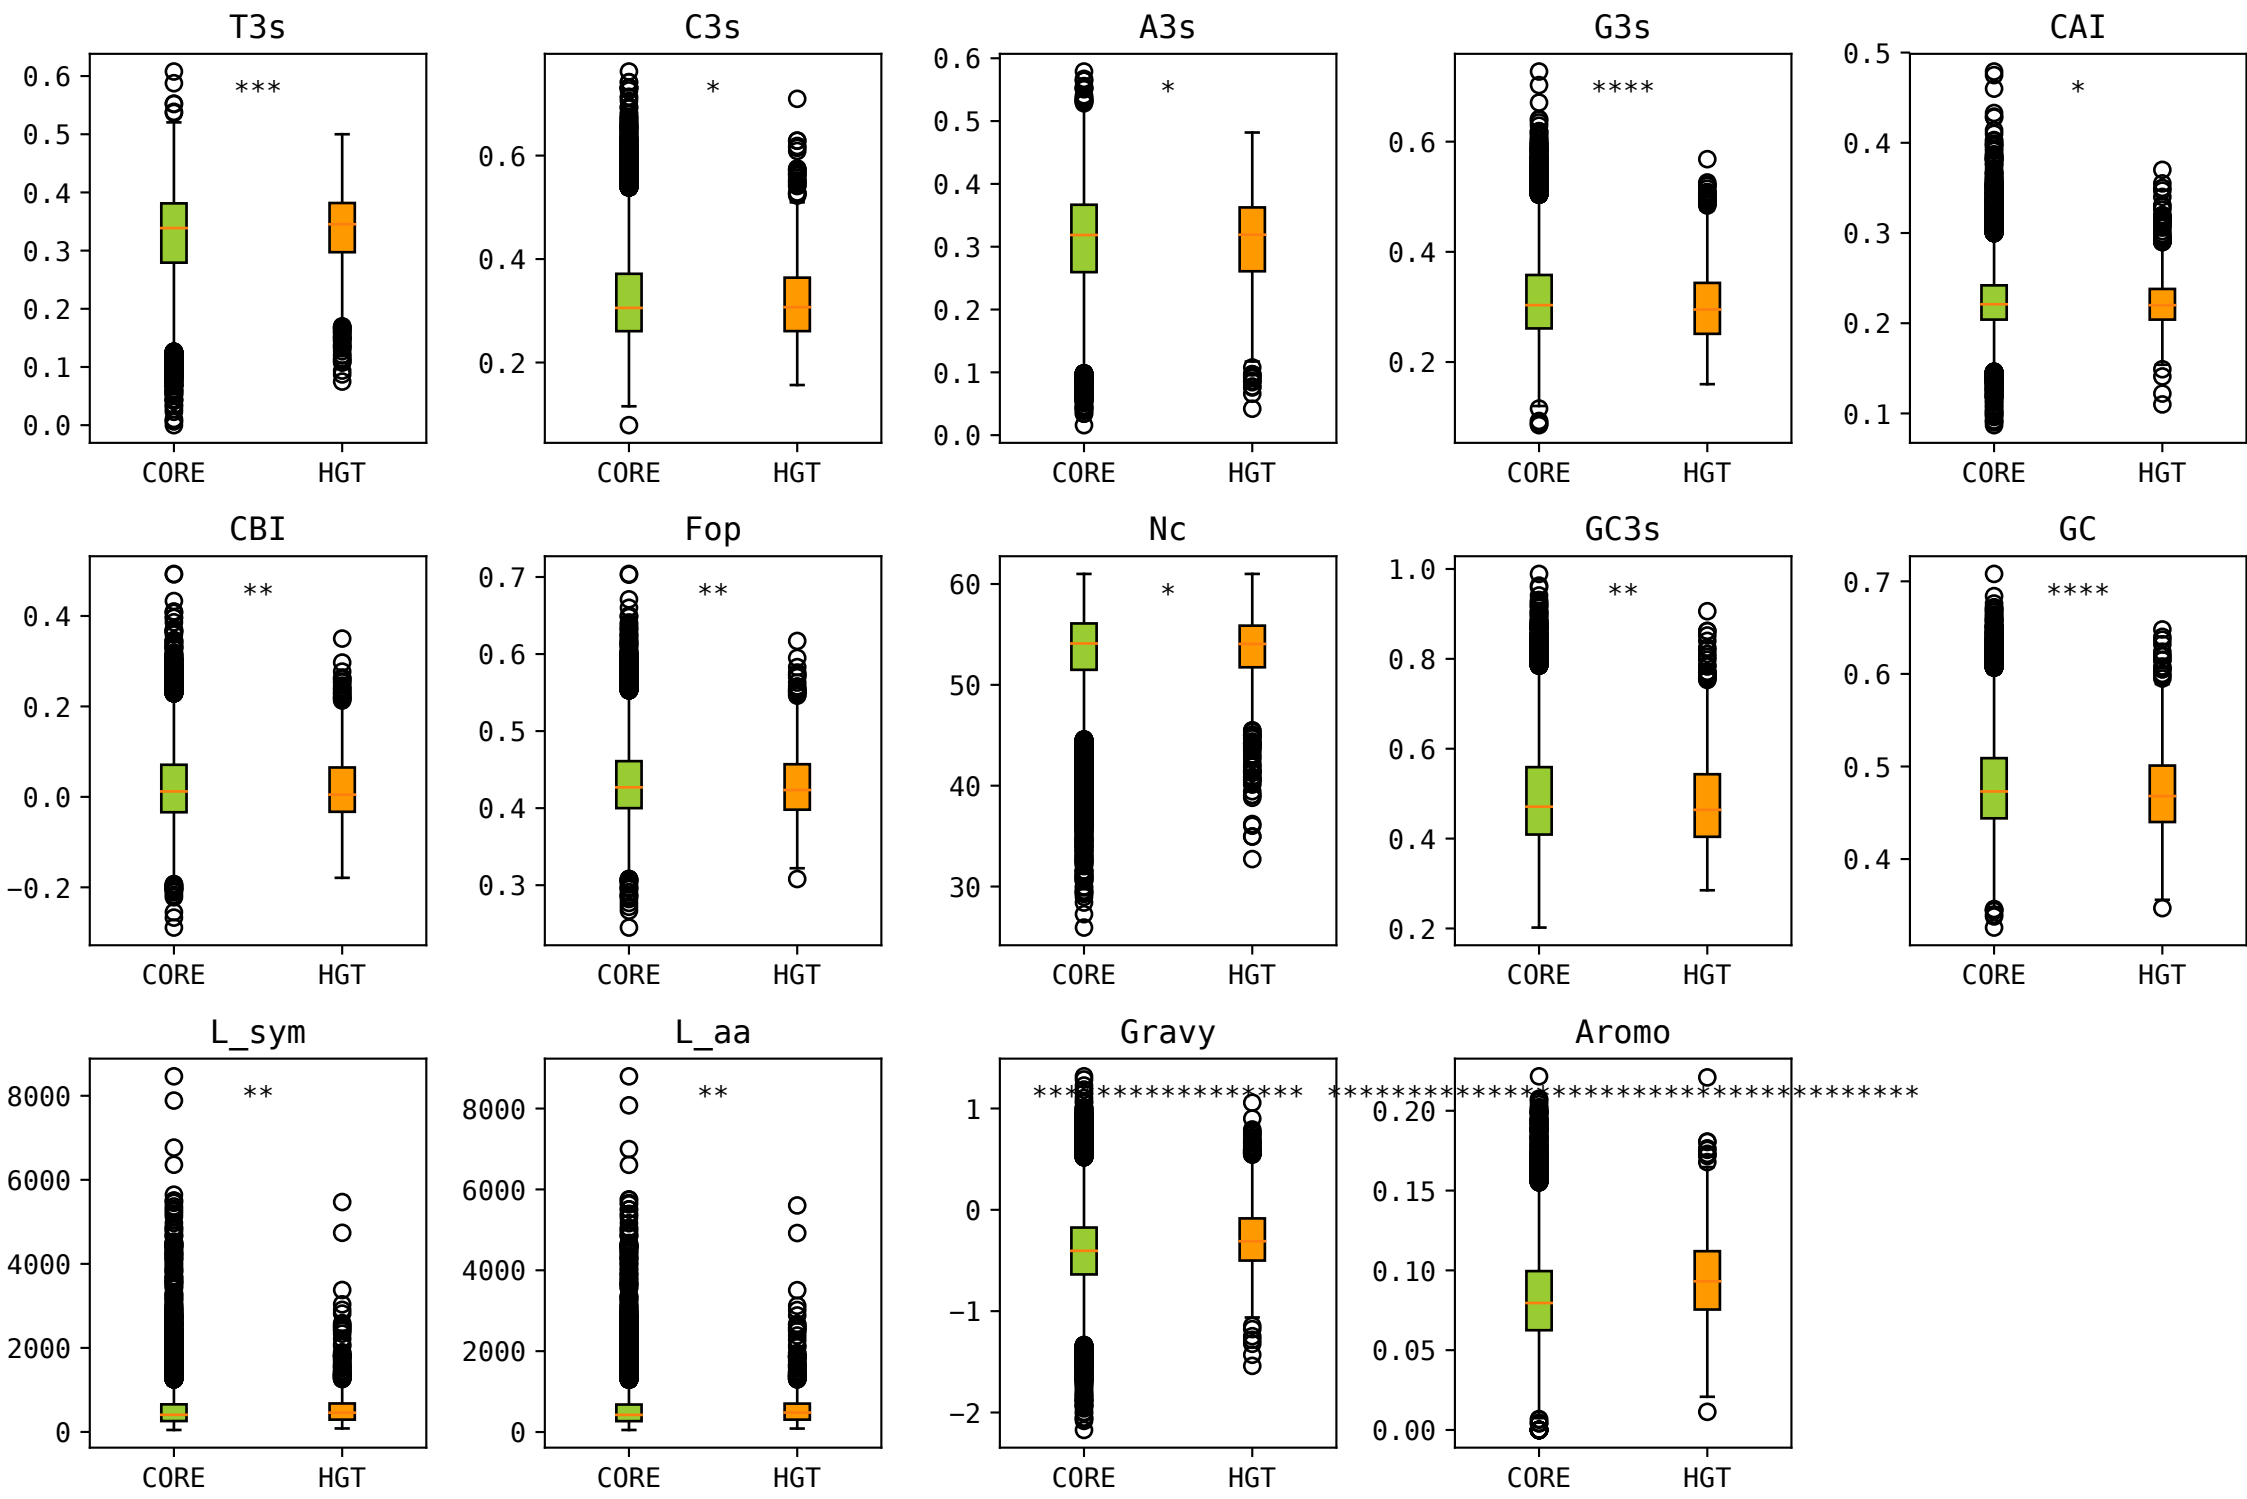 T3s C3s A3s G3s CAI
0.6 0.5 0.4 0.3 0.2 0.1 0.0
***
CORE HGT
0.6 0.4 0.2
*
CORE HGT
0.6 0.5 0.4 0.3 0.2 0.1 0.0
*
CORE HGT
0.6 0.4 0.2
****
CORE HGT
0.5 0.4 0.3 0.2 0.1
*
CORE HGT
CBI Fop Nc GC3s GC
0.4 0.2 0.0 −0.2
**
CORE HGT
0.7 0.6 0.5 0.4 0.3
**
CORE HGT
60 50 40 30
*
CORE HGT
1.0 0.8 0.6 0.4 0.2
**
CORE HGT
0.7 0.6 0.5 0.4
****
CORE HGT
L_sym L_aa Gravy Aromo
8000 6000 4000 2000 0
**
CORE HGT
8000 6000 4000 2000 0
**
CORE HGT
1 0 −1 −2
CORE HGT
0.20 0.15 0.10 0.05 0.00
CORE HGT